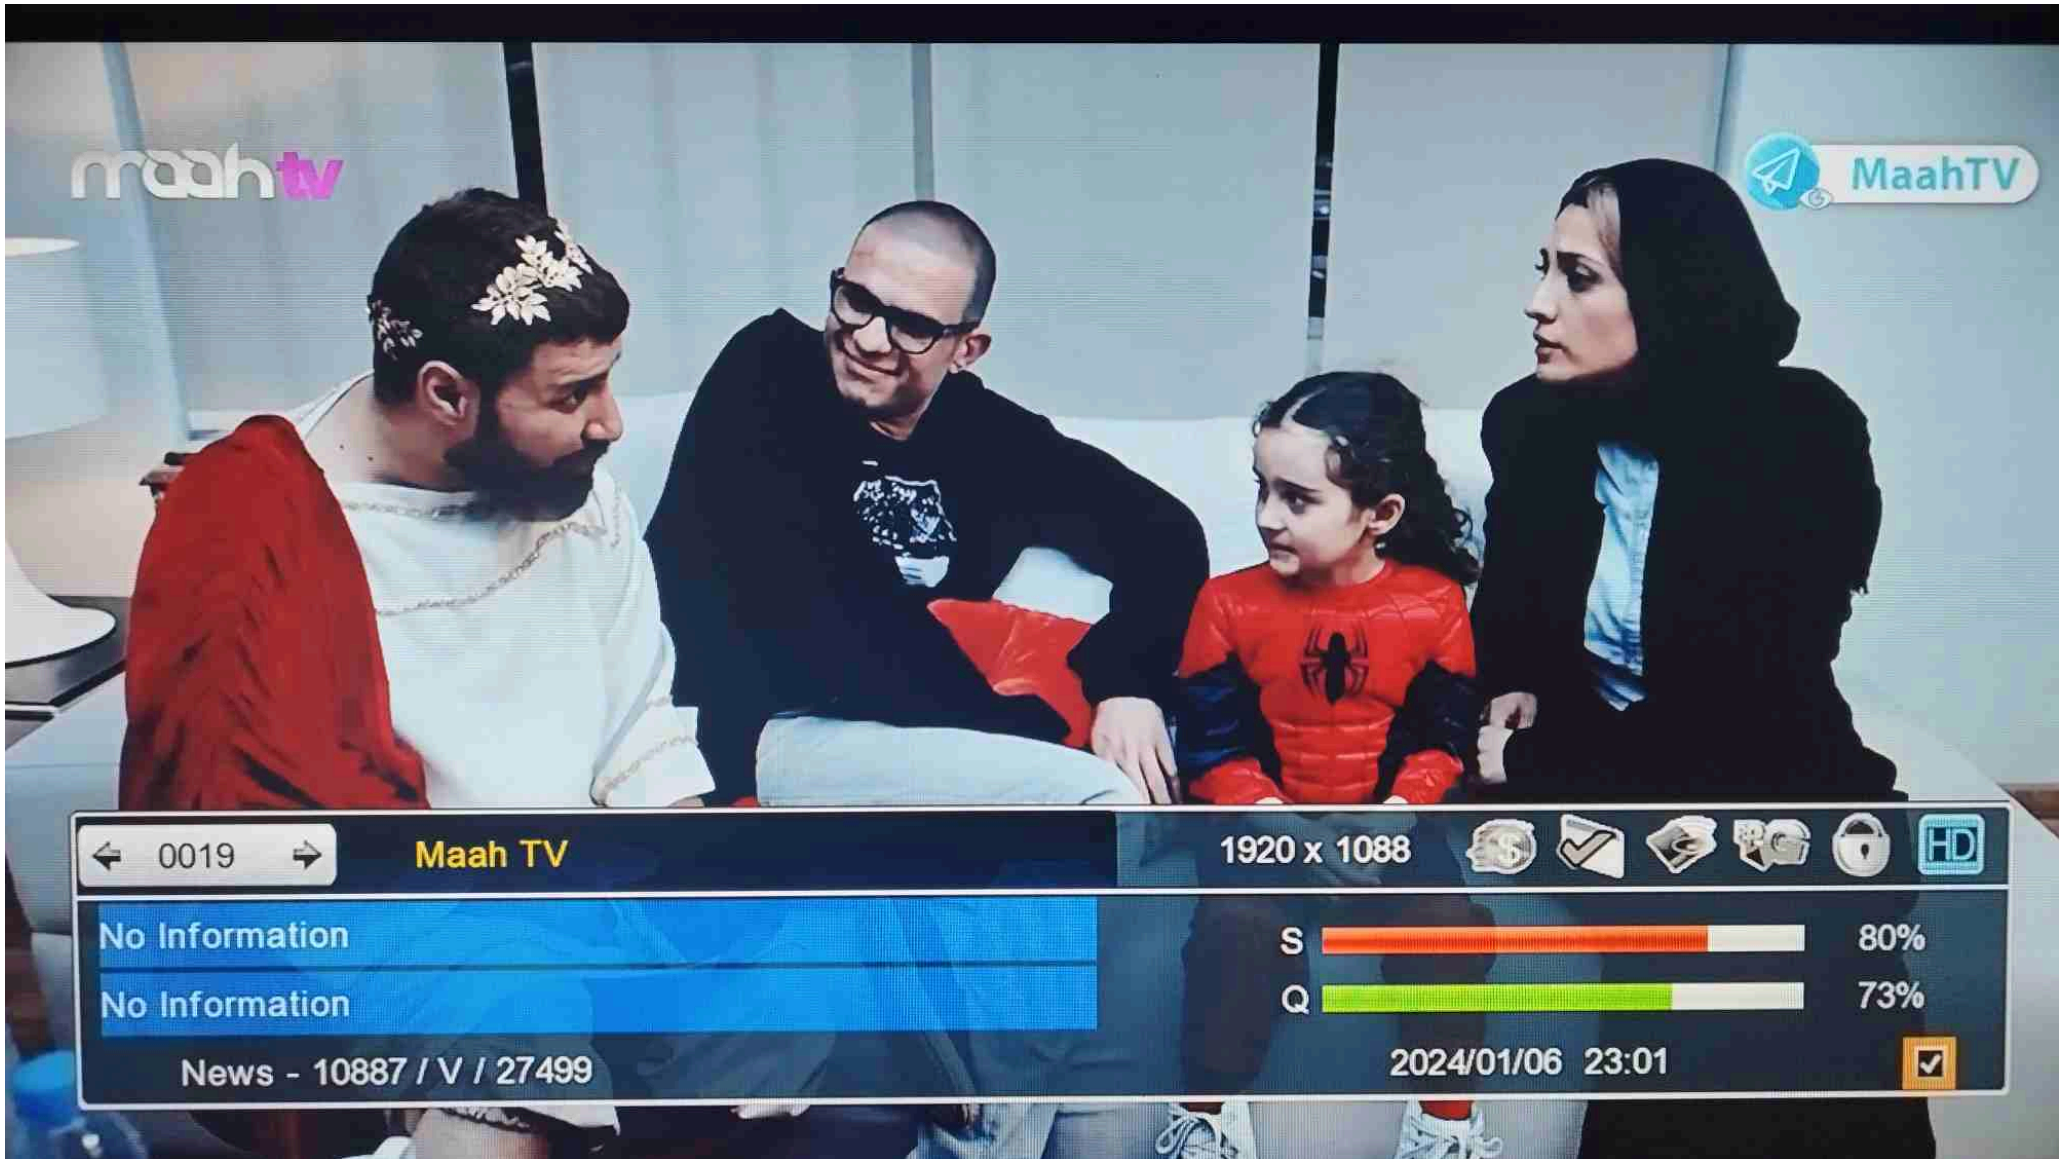 maahtv
MaahTV
0019 Maah TV 1920 x 1088 $ EPG HD
No Information
S 80%
No Information
Q 73%
News - 10887 / V / 27499 2024/01/06 23:01